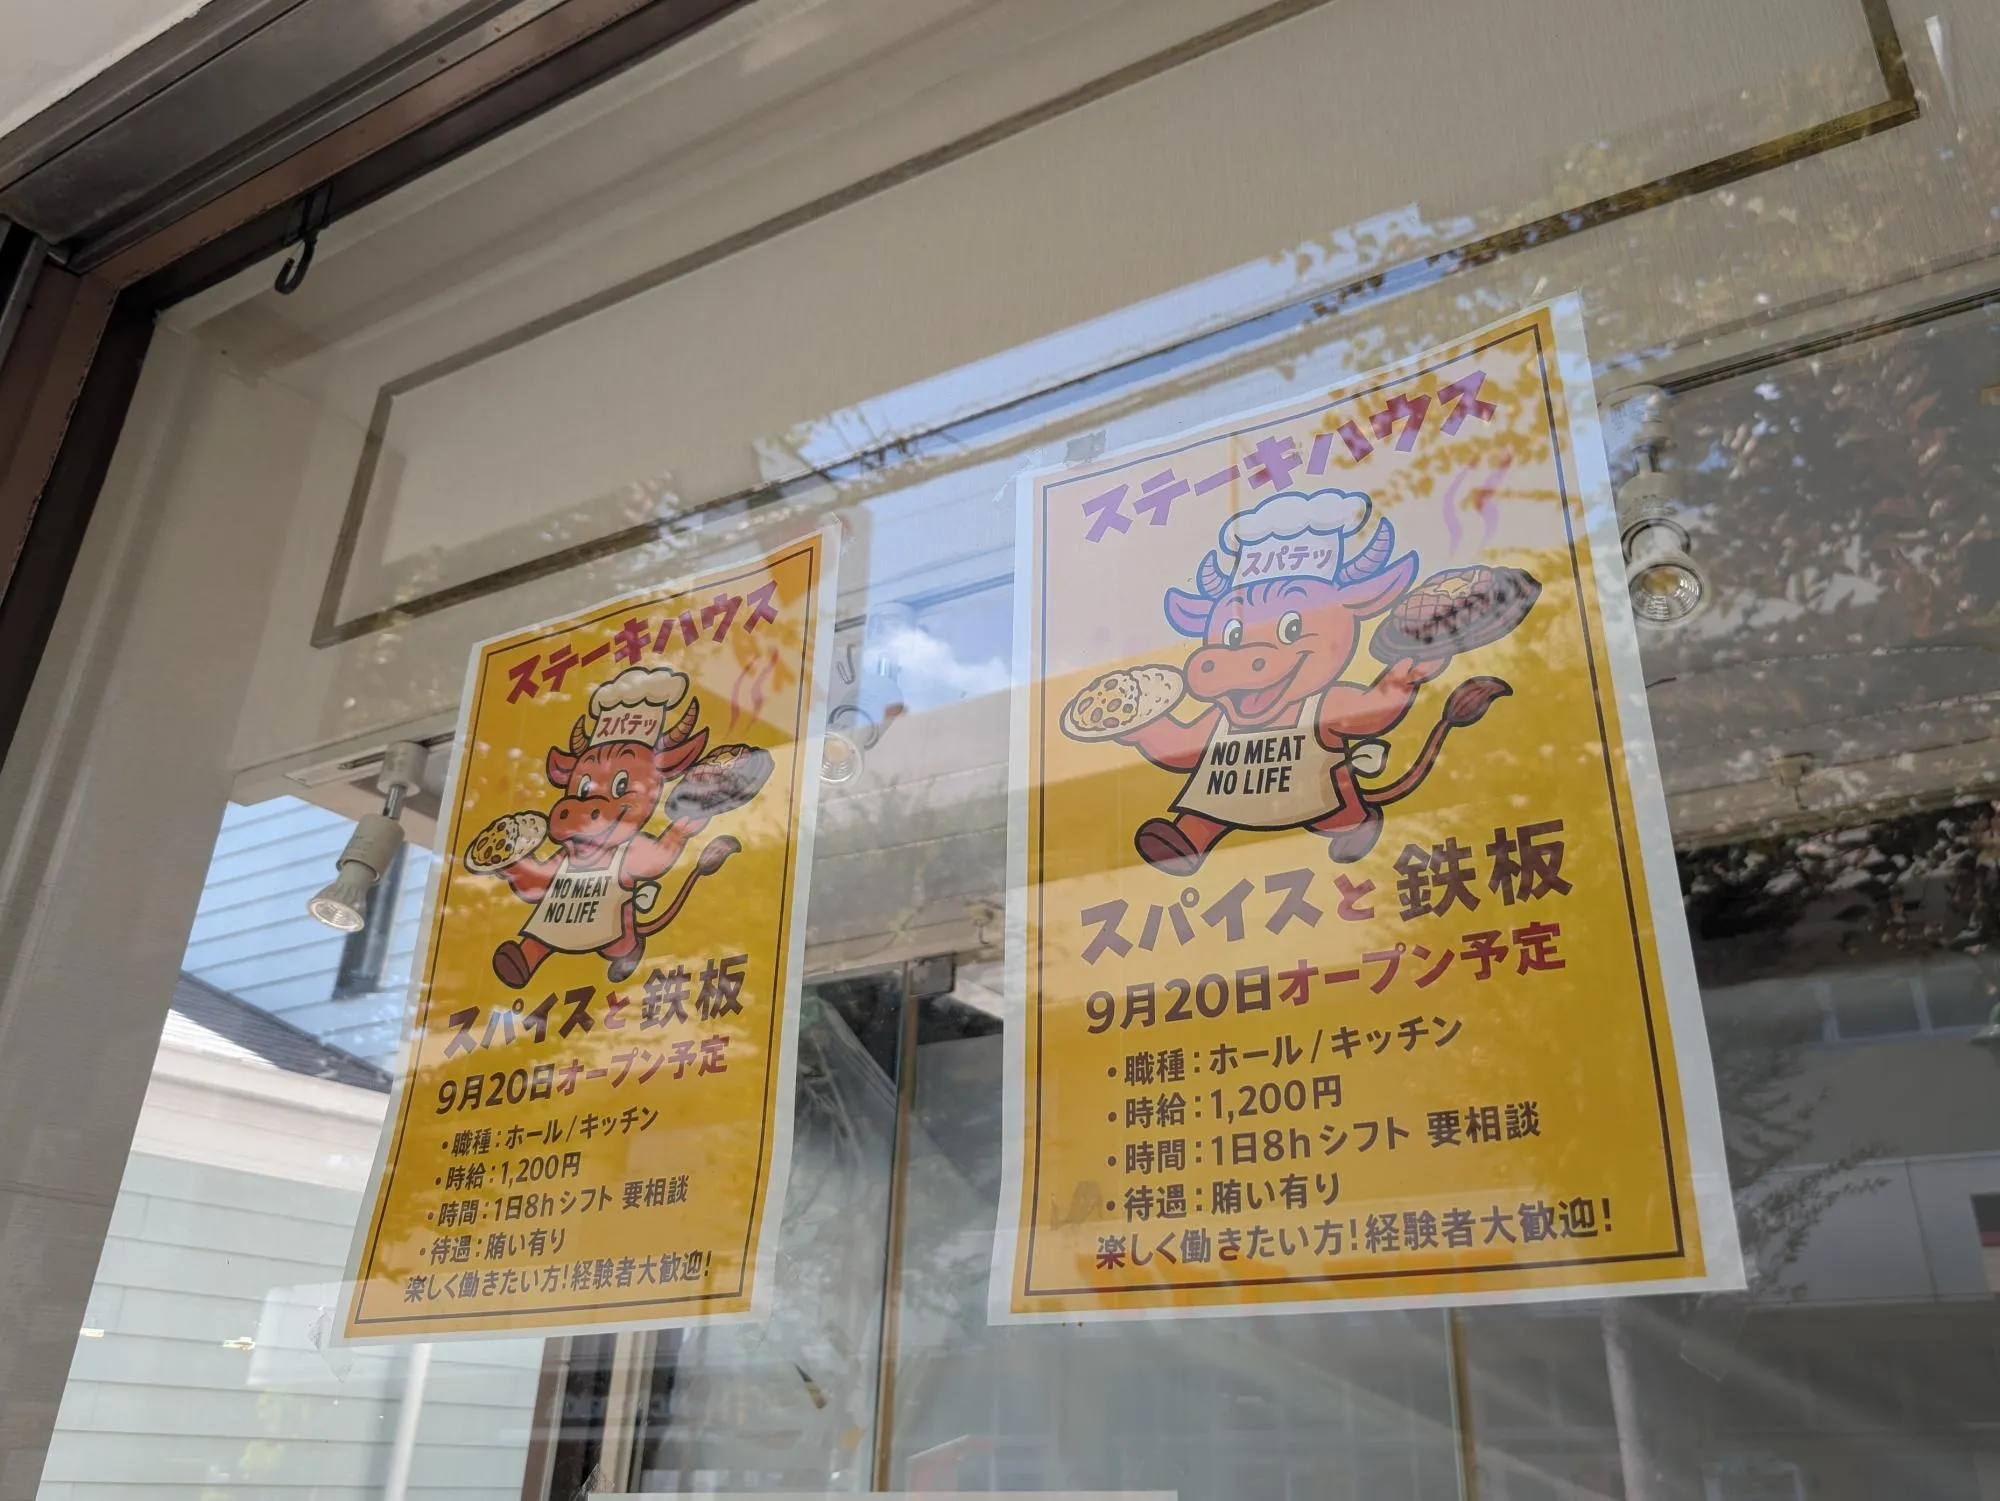 ステーキハウス
スパテッ
NO MEAT
NO LIFE
スパイスと鉄板
9月20日オープン予定
・職種：ホール/キッチン
・時給：1,200円
・時間：1日8hシフト 要相談
・待遇：賄い有り
楽しく働きたい方！経験者大歓迎！
ステーキハウス
スパテッ
NO MEAT
NO LIFE
スパイスと鉄板
9月20日オープン予定
・職種：ホール/キッチン
・時給：1,200円
・時間：1日8hシフト 要相談
・待遇：賄い有り
楽しく働きたい方！経験者大歓迎！